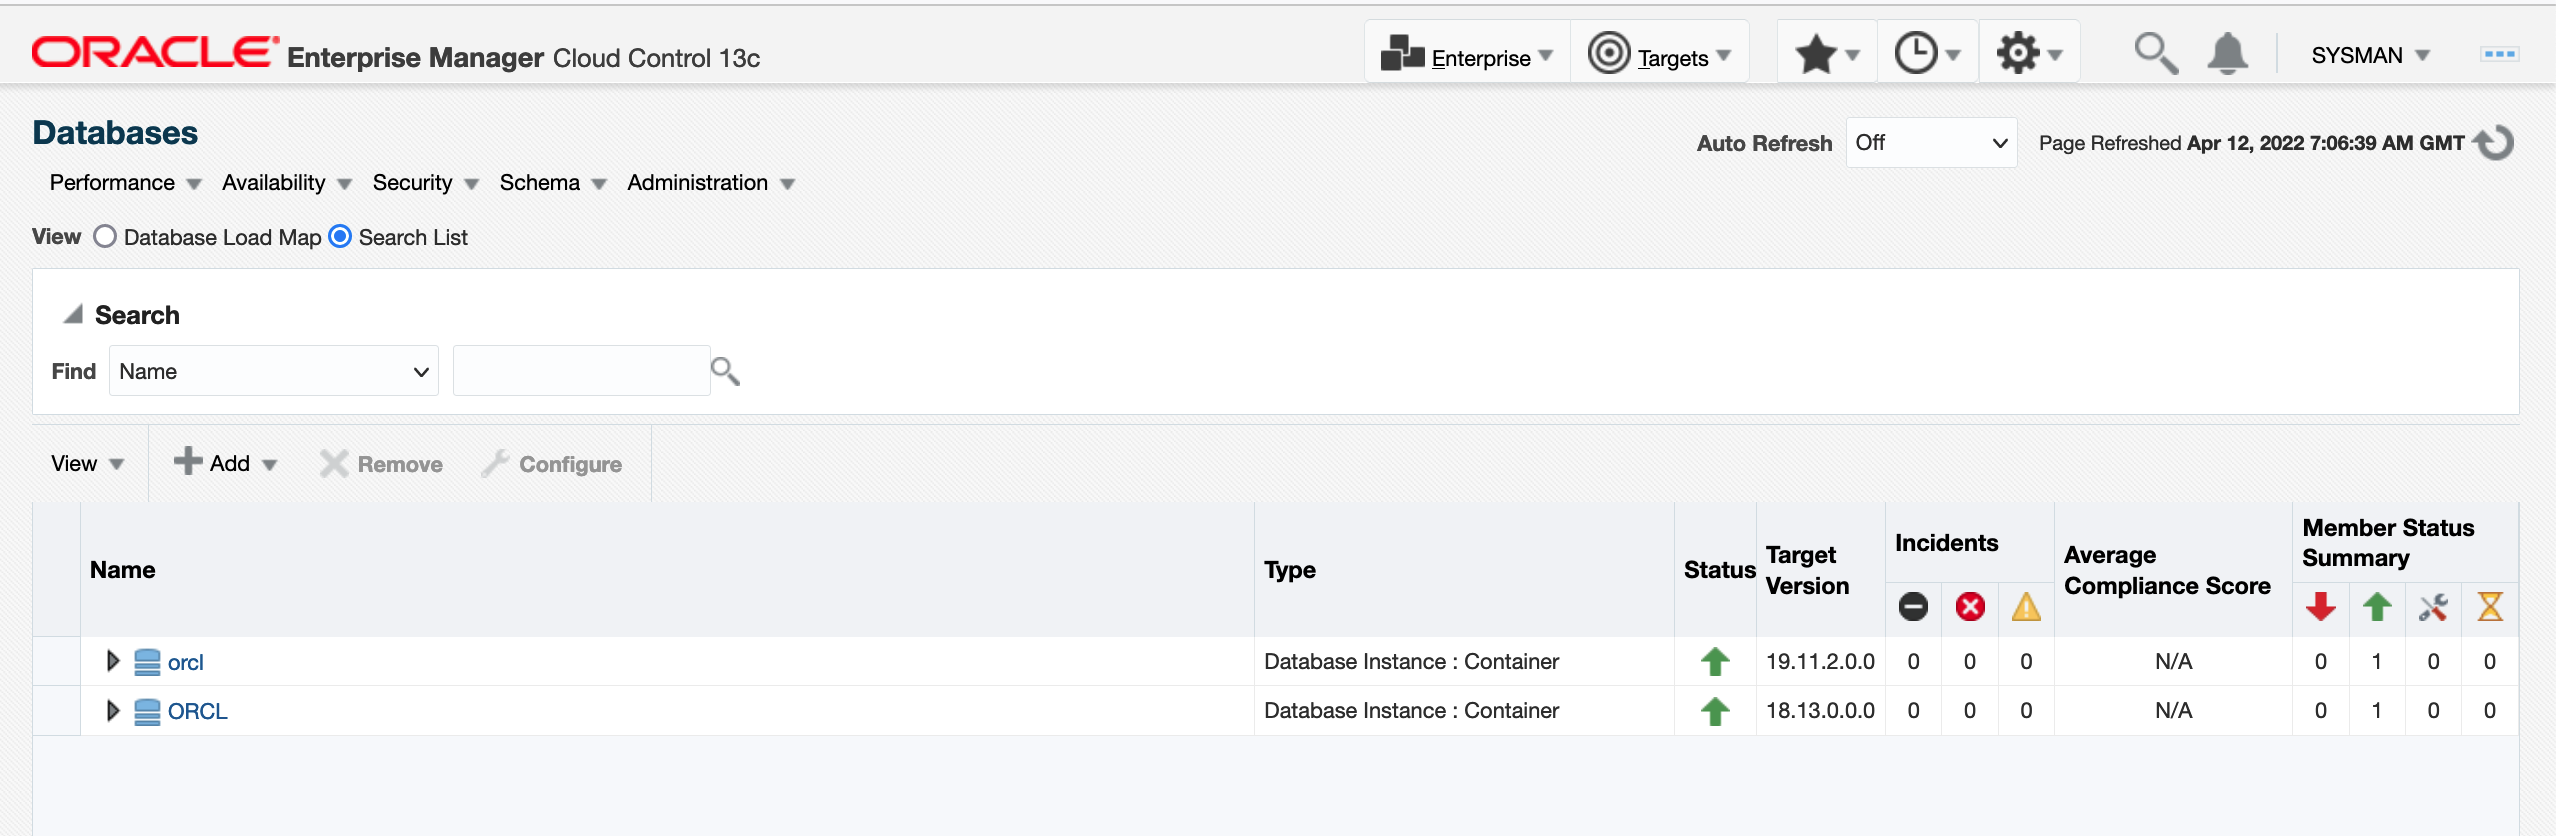 ORACLE Enterprise Manager Cloud Control 13c Enterprise Targets SYSMAN
Databases
Auto Refresh Off Page Refreshed Apr 12, 2022 7:06:39 AM GMT
Performance Availability Security Schema Administration
View Database Load Map Search List
Search
Find Name
View Add Remove Configure
Name Type Status Target Version Incidents Average Compliance Score Member Status Summary
orcl Database Instance : Container 19.11.2.0.0 0 0 0 N/A 0 1 0 0
ORCL Database Instance : Container 18.13.0.0.0 0 0 0 N/A 0 1 0 0